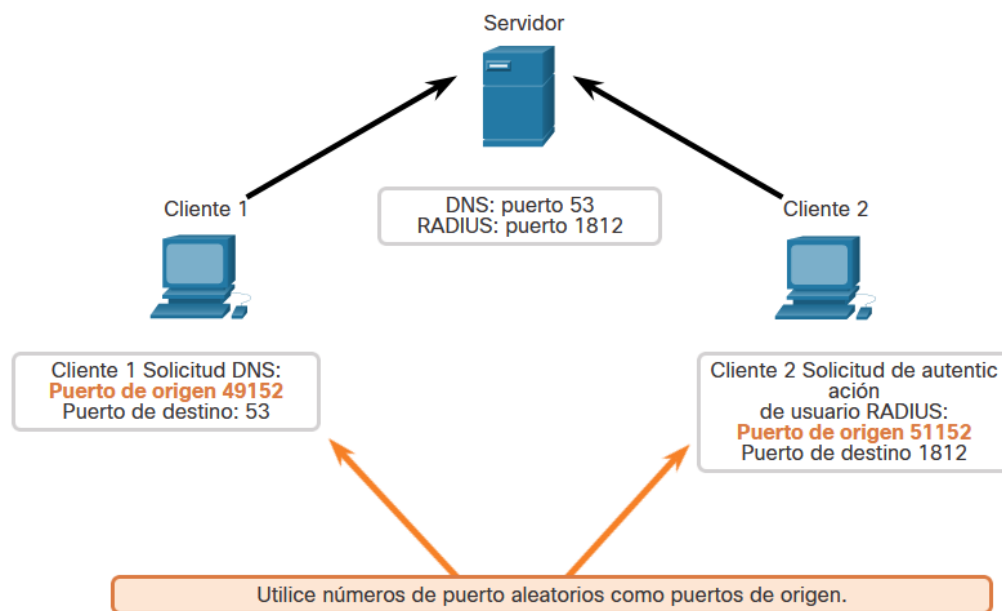 Servidor
Cliente 1
DNS: puerto 53
RADIUS: puerto 1812
Cliente 2
Cliente 1 Solicitud DNS:
Puerto de origen 49152
Puerto de destino: 53
Cliente 2 Solicitud de autentic
ación
de usuario RADIUS:
Puerto de origen 51152
Puerto de destino 1812
Utilice números de puerto aleatorios como puertos de origen.